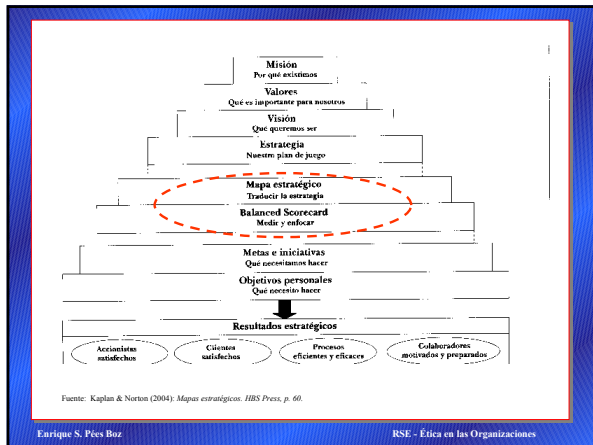 Misión
Por qué existimos
Valores
Qué es importante para nosotros
Visión
Qué queremos ser
Estrategia
Nuestro plan de juego
Mapa estratégico
Traducir la estrategia
Balanced Scorecard
Medir y enfocar
Metas e iniciativas
Qué necesitamos hacer
Objetivos personales
Qué necesito hacer
Resultados estratégicos
Accionistas
satisfechos
Clientes
satisfechos
Procesos
eficientes y eficaces
Colaboradores
motivados y preparados
Fuente: Kaplan & Norton (2004): Mapas estratégicos. HBS Press, p. 60.
Enrique S. Pées Boz
RSE - Ética en las Organizaciones